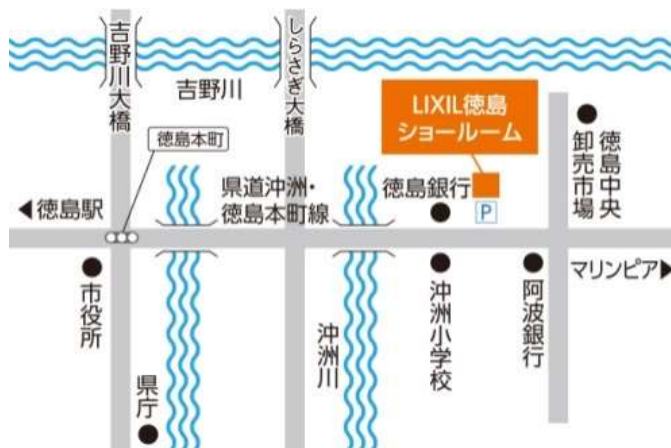 吉野川大橋
しらさぎ大橋
吉野川
LIXIL徳島
ショールーム
徳島本町
徳島中央
卸売市場
県道沖洲・
徳島本町線
徳島銀行
◀徳島駅
P
マリンピア▶
市役所
県庁
沖洲川
沖洲小学校
阿波銀行